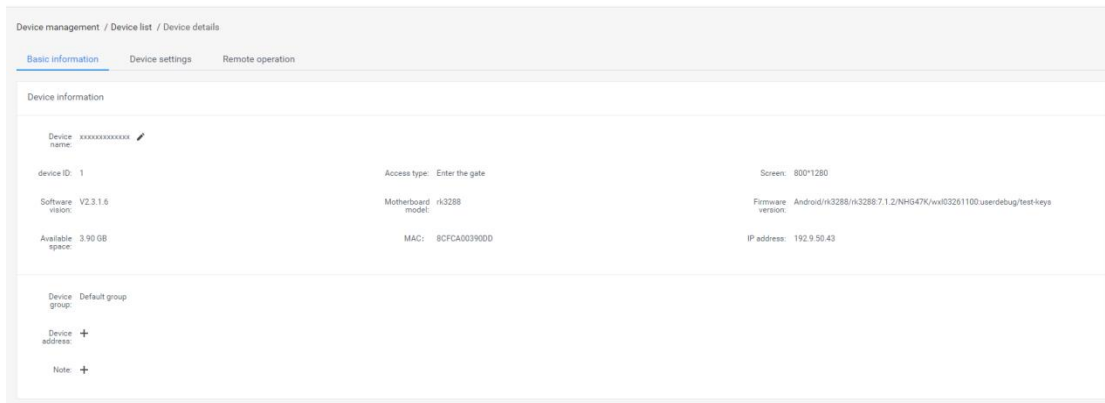 Device management / Device list / Device details
Basic information Device settings Remote operation
Device information
Device name: xxxxxxxxxxxxx
device ID: 1 Access type: Enter the gate Screen: 800*1280
Software vision: V2.3.1.6 Motherboard model: rk3288 Firmware version: Android/rk3288/rk3288:7.1.2/NHG47K/wxl03261100:userdebug/test-keys
Available space: 3.90 GB MAC: 8CFCA00390DD IP address: 192.9.50.43
Device group: Default group
Device address: +
Note: +